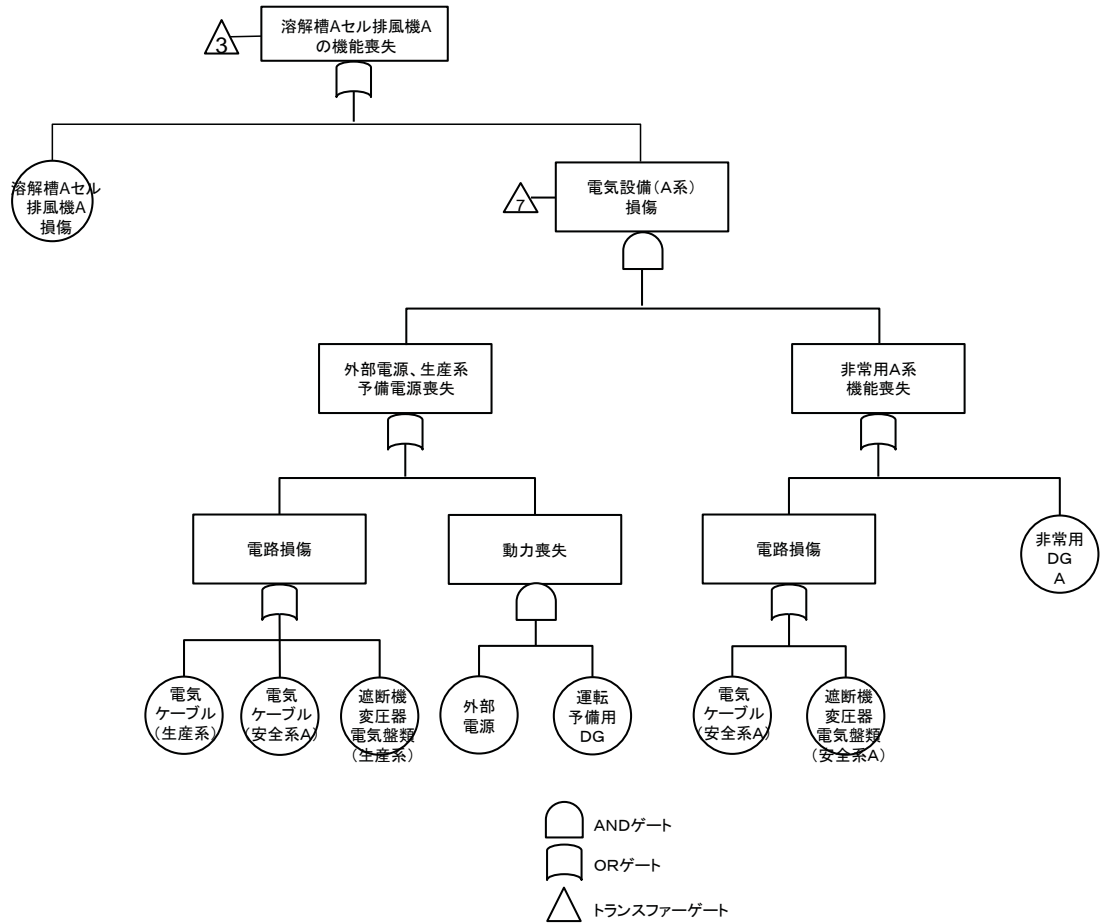 溶解槽Aセル排風機A
の機能喪失
3
溶解槽Aセル
排風機A
損傷
電気設備（A系）
損傷
7
外部電源、生産系
予備電源喪失
非常用A系
機能喪失
電路損傷
動力喪失
電路損傷
非常用
DG
A
電気
ケーブル
（生産系）
電気
ケーブル
（安全系A）
遮断機
変圧器
電気盤類
（生産系）
外部
電源
運転
予備用
DG
電気
ケーブル
（安全系A）
遮断機
変圧器
電気盤類
（安全系A）
ANDゲート
ORゲート
トランスファーゲート